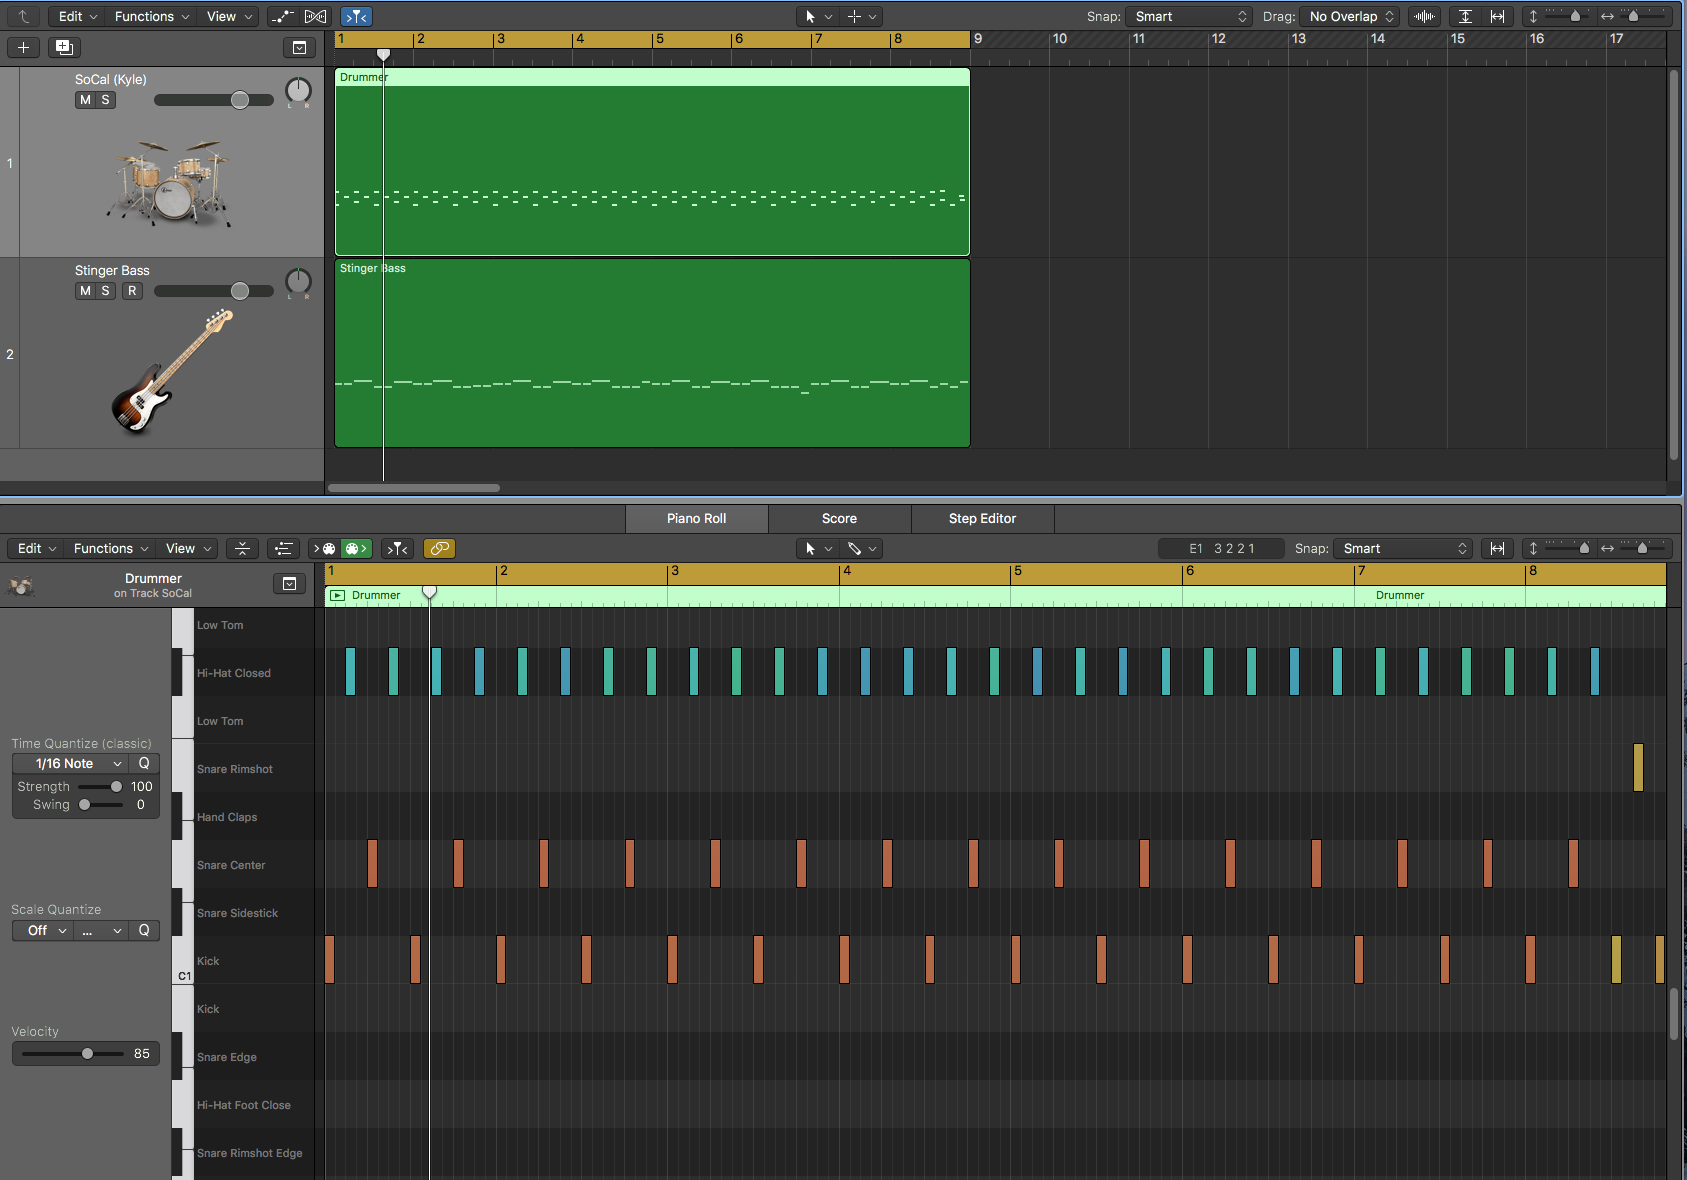 Edit Functions View Snap: Smart Drag: No Overlap
1 2 3 4 5 6 7 8 9 10 11 12 13 14 15 16 17
SoCal (Kyle)
M S
L R
1
Drummer
Stinger Bass
M S R
L R
2
Stinger Bass
Piano Roll Score Step Editor
Edit Functions View E1 3 2 2 1 Snap: Smart
Drummer
on Track SoCal
1 2 3 4 5 6 7 8
Drummer Drummer
Low Tom
Hi-Hat Closed
Low Tom
Time Quantize (classic)
1/16 Note Q
Strength 100
Swing 0
Snare Rimshot
Hand Claps
Snare Center
Scale Quantize
Off ... Q
Snare Sidestick
Kick
C1
Kick
Velocity
85
Snare Edge
Hi-Hat Foot Close
Snare Rimshot Edge